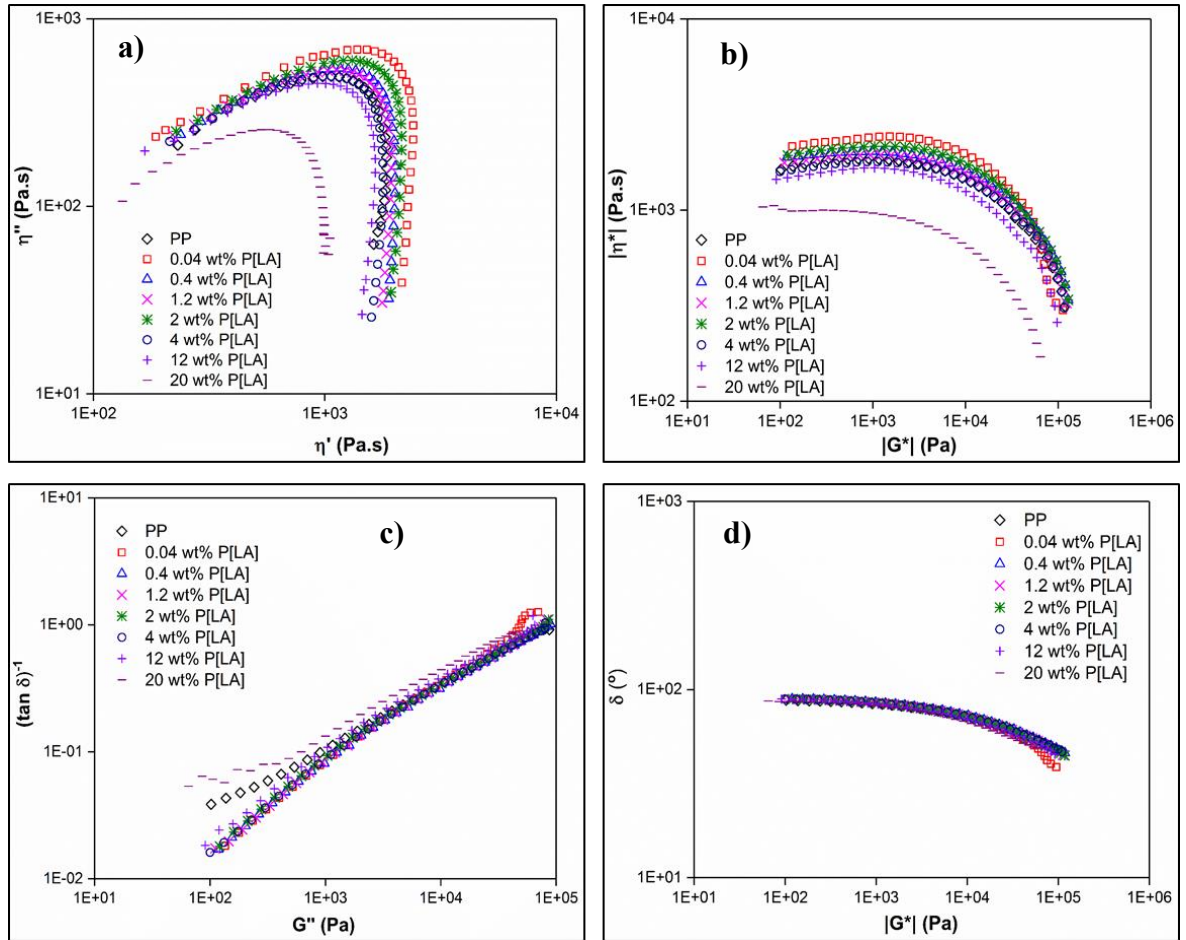 a)
1E+03
1E+02
1E+01
η'' (Pa.s)
PP
0.04 wt% P[LA]
0.4 wt% P[LA]
1.2 wt% P[LA]
2 wt% P[LA]
4 wt% P[LA]
12 wt% P[LA]
20 wt% P[LA]
1E+02 1E+03 1E+04
η' (Pa.s)
b)
1E+04
1E+03
1E+02
|η*| (Pa.s)
PP
0.04 wt% P[LA]
0.4 wt% P[LA]
1.2 wt% P[LA]
2 wt% P[LA]
4 wt% P[LA]
12 wt% P[LA]
20 wt% P[LA]
1E+01 1E+02 1E+03 1E+04 1E+05 1E+06
|G*| (Pa)
c)
1E+01
1E+00
1E-01
1E-02
(tan δ)⁻¹
PP
0.04 wt% P[LA]
0.4 wt% P[LA]
1.2 wt% P[LA]
2 wt% P[LA]
4 wt% P[LA]
12 wt% P[LA]
20 wt% P[LA]
1E+01 1E+02 1E+03 1E+04 1E+05
G'' (Pa)
d)
1E+03
1E+02
1E+01
δ (º)
PP
0.04 wt% P[LA]
0.4 wt% P[LA]
1.2 wt% P[LA]
2 wt% P[LA]
4 wt% P[LA]
12 wt% P[LA]
20 wt% P[LA]
1E+01 1E+02 1E+03 1E+04 1E+05 1E+06
|G*| (Pa)